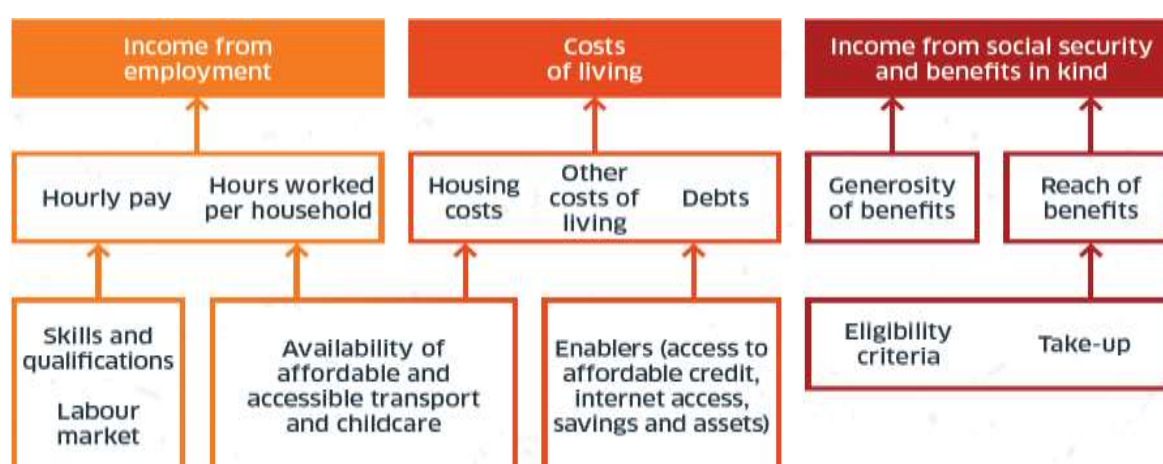 Income from
employment
Costs
of living
Income from social security
and benefits in kind
Hourly pay
Hours worked
per household
Housing
costs
Other
costs of
living
Debts
Generosity
of benefits
Reach of
benefits
Skills and
qualifications
Labour
market
Availability of
affordable and
accessible transport
and childcare
Enablers (access to
affordable credit,
internet access,
savings and assets)
Eligibility
criteria
Take-up